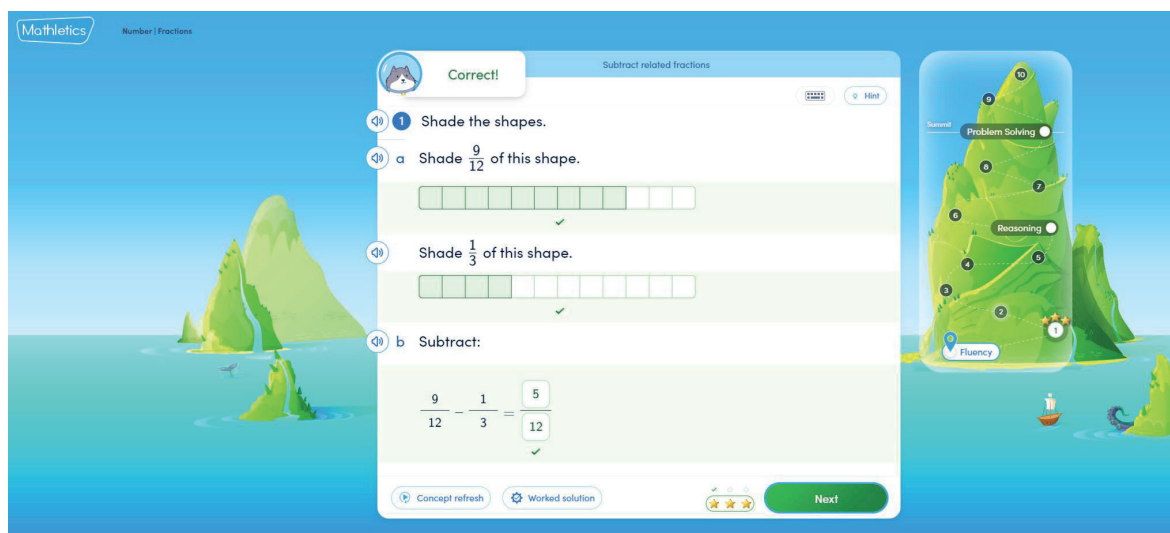 Mathletics
Number | Fractions
Correct!
Subtract related fractions
Hint
1 Shade the shapes.
a Shade 9/12 of this shape.
Shade 1/3 of this shape.
b Subtract:
9/12 − 1/3 = 5/12
Concept refresh
Worked solution
Next
10
9
Summit
Problem Solving
8
7
6
Reasoning
5
4
3
2
1
Fluency